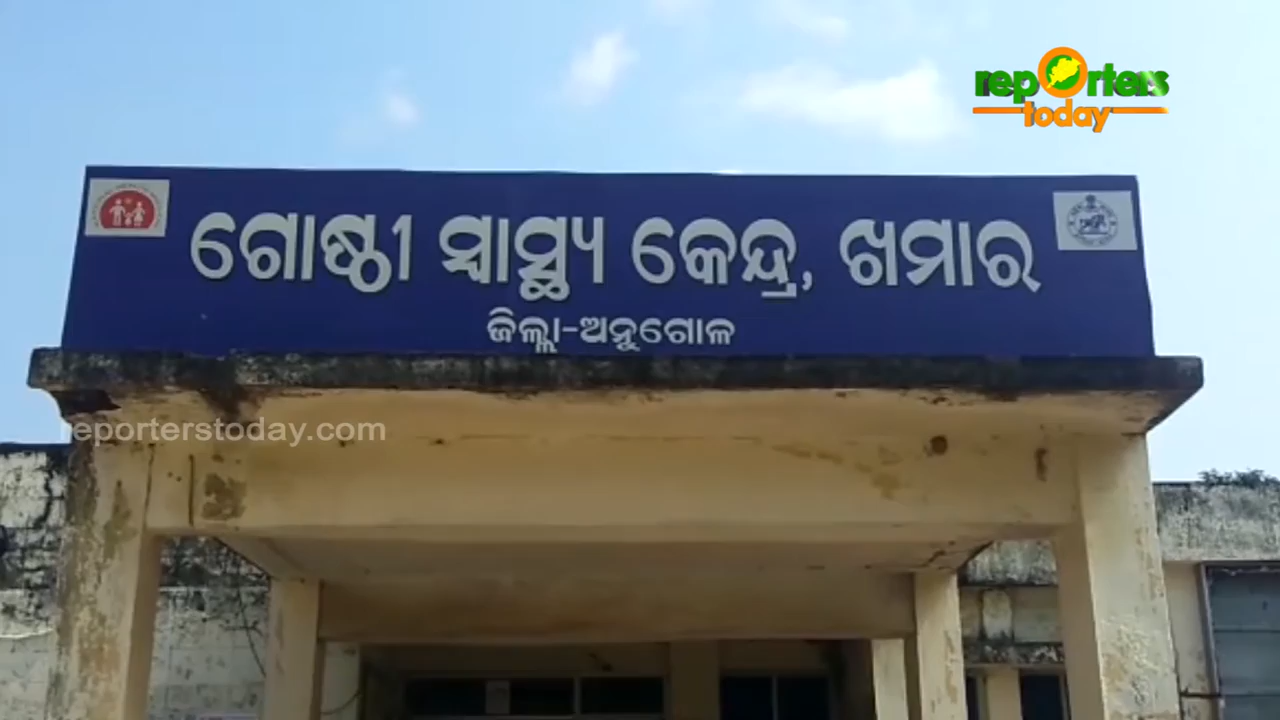 reporters
today
ଗୋଷ୍ଠୀ ସ୍ୱାସ୍ଥ୍ୟ କେନ୍ଦ୍ର, ଖମାର
ଜିଲ୍ଲା-ଅନୁଗୋଳ
reporterstoday.com